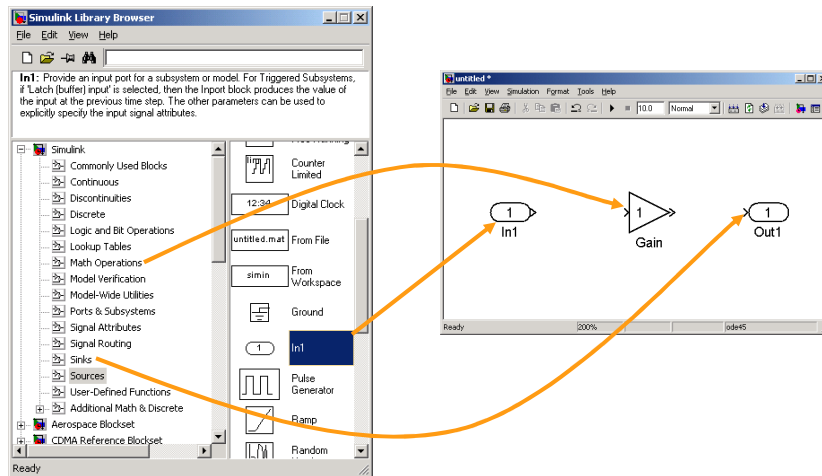 Simulink Library Browser
File Edit View Help
In1: Provide an input port for a subsystem or model. For Triggered Subsystems,
if 'Latch (buffer) input' is selected, then the Inport block produces the value of
the input at the previous time step. The other parameters can be used to
explicitly specify the input signal attributes.
Simulink
Commonly Used Blocks
Continuous
Discontinuities
Discrete
Logic and Bit Operations
Lookup Tables
Math Operations
Model Verification
Model-Wide Utilities
Ports & Subsystems
Signal Attributes
Signal Routing
Sinks
Sources
User-Defined Functions
Additional Math & Discrete
Aerospace Blockset
CDMA Reference Blockset
Counter
Limited
12:34 Digital Clock
untitled.mat From File
simin From
Workspace
Ground
1 In1
Pulse
Generator
Ramp
Random
Ready
untitled *
File Edit View Simulation Format Tools Help
10.0 Normal
1
In1
1
Gain
1
Out1
Ready 200% ode45